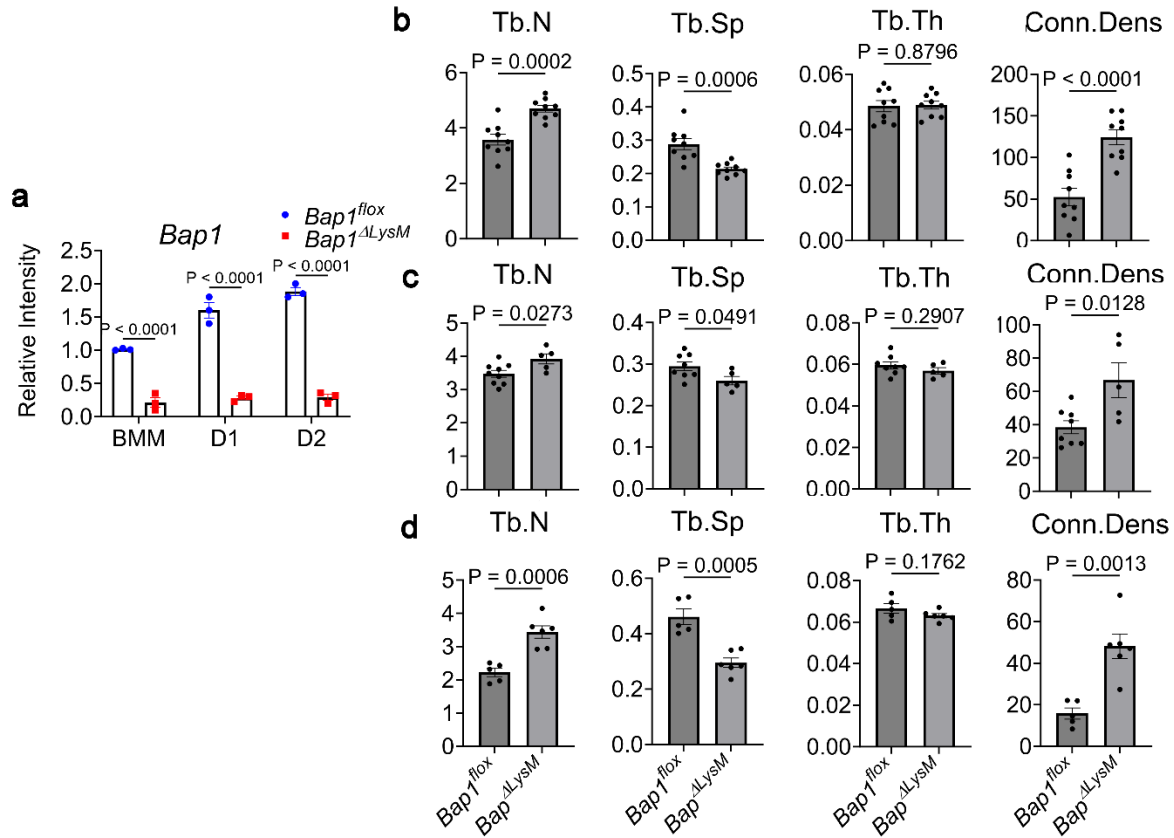 a
Bap1
Bap1flox
Bap1ΔLysM
Relative Intensity
2.5
2.0
1.5
1.0
0.5
0.0
P < 0.0001
P < 0.0001
P < 0.0001
BMM
D1
D2
b
Tb.N
P = 0.0002
6
4
2
0
Tb.Sp
P = 0.0006
0.5
0.4
0.3
0.2
0.1
0.0
Tb.Th
P = 0.8796
0.06
0.04
0.02
0.00
Conn.Dens
P < 0.0001
200
150
100
50
0
c
Tb.N
P = 0.0273
5
4
3
2
1
0
Tb.Sp
P = 0.0491
0.4
0.3
0.2
0.1
0.0
Tb.Th
P = 0.2907
0.08
0.06
0.04
0.02
0.00
Conn.Dens
P = 0.0128
100
80
60
40
20
0
d
Tb.N
P = 0.0006
5
4
3
2
1
0
Bap1flox
BapΔLysM
Tb.Sp
P = 0.0005
0.6
0.4
0.2
0.0
Bap1flox
BapΔLysM
Tb.Th
P = 0.1762
0.08
0.06
0.04
0.02
0.00
Bap1flox
BapΔLysM
Conn.Dens
P = 0.0013
80
60
40
20
0
Bap1flox
BapΔLysM